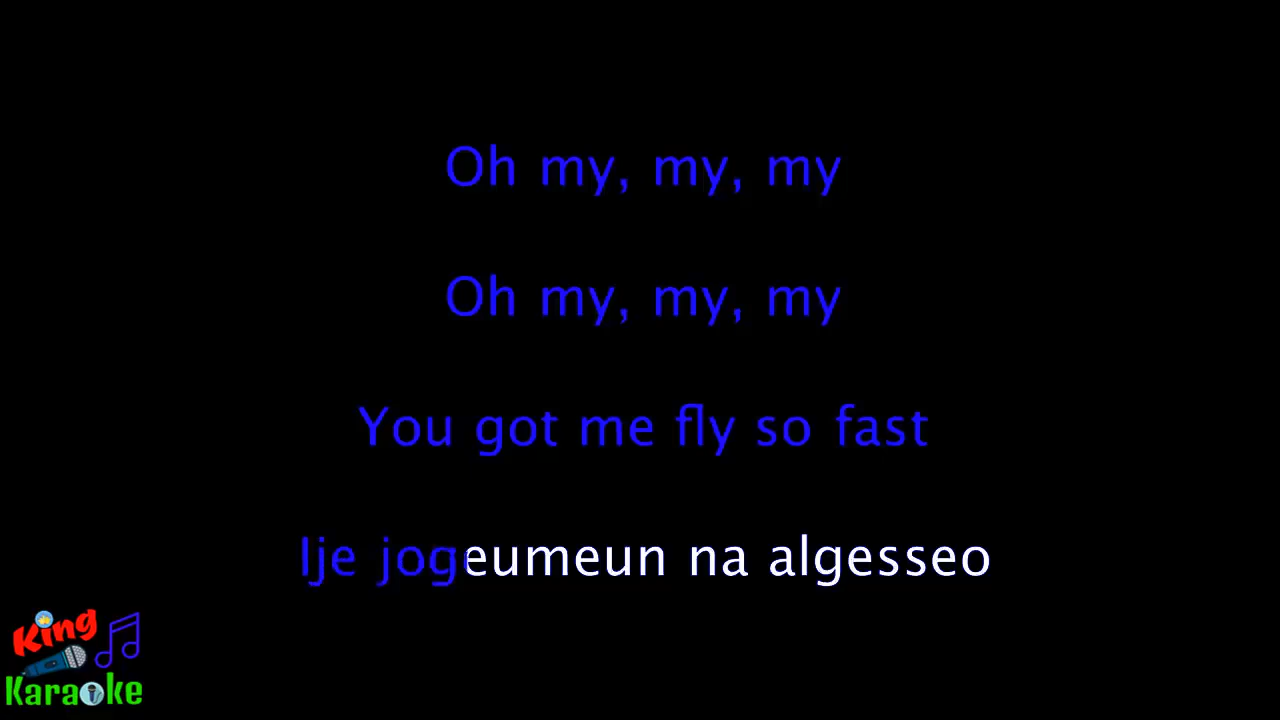 Oh my, my, my
Oh my, my, my
You got me fly so fast
Ije jogeumeun na algesseo
King
Karaoke